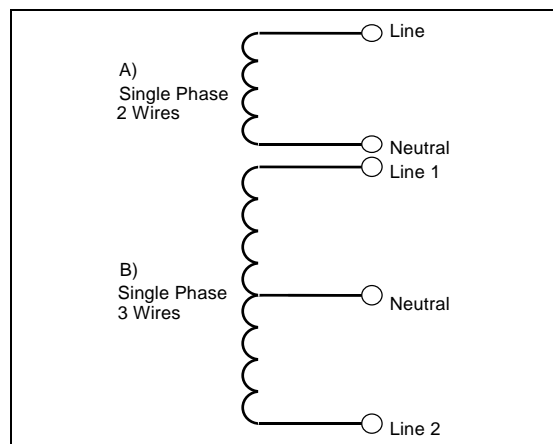 Line
A)
Single Phase
2 Wires
Neutral
Line 1
B)
Single Phase
3 Wires
Neutral
Line 2